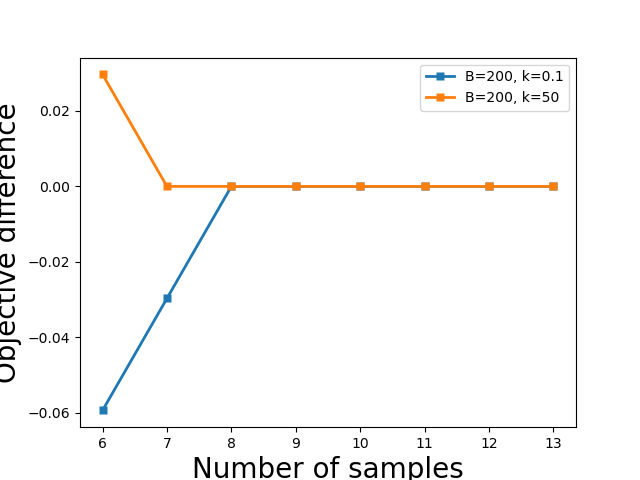 B=200, k=0.1
B=200, k=50
Objective difference
0.02
0.00
−0.02
−0.04
−0.06
6 7 8 9 10 11 12 13
Number of samples